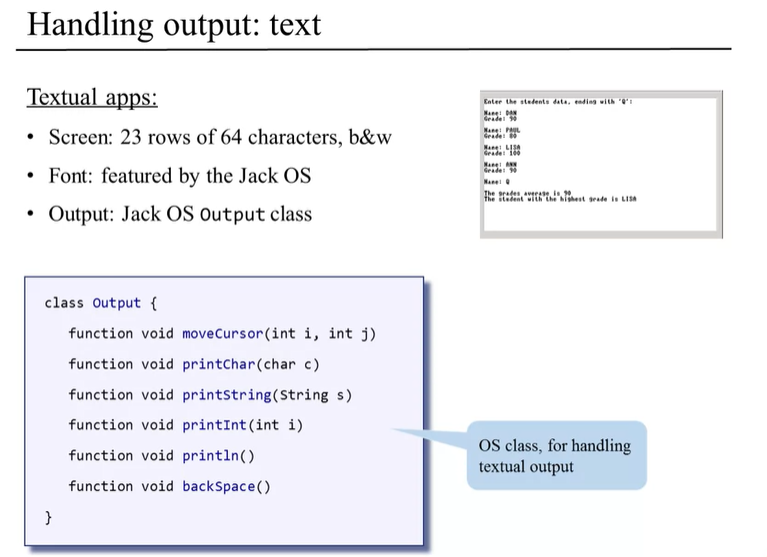 Handling output: text
Textual apps:
• Screen: 23 rows of 64 characters, b&w
• Font: featured by the Jack OS
• Output: Jack OS Output class
Enter the students data, ending with 'Q':
Name: DAN
Grade: 90
Name: PAUL
Grade: 80
Name: LISA
Grade: 100
Name: ANN
Grade: 90
Name: Q
The grades average is 90
The student with the highest grade is LISA
class Output {
function void moveCursor(int i, int j)
function void printChar(char c)
function void printString(String s)
function void printInt(int i)
function void println()
function void backSpace()
}
OS class, for handling
textual output